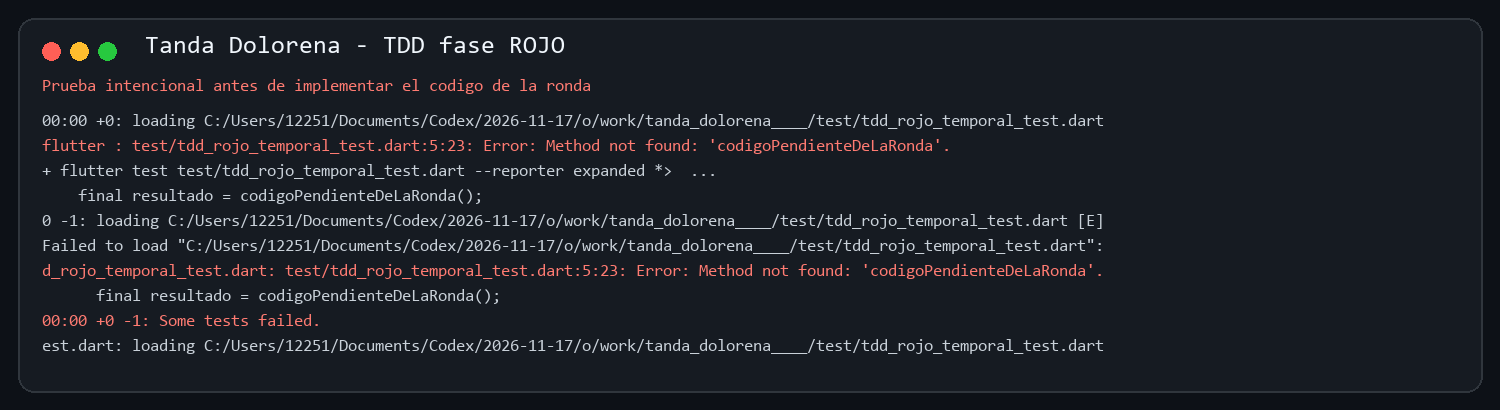 Tanda Dolorena - TDD fase ROJO
Prueba intencional antes de implementar el codigo de la ronda
00:00 +0: loading C:/Users/12251/Documents/Codex/2026-11-17/o/work/tanda_dolorena____/test/tdd_rojo_temporal_test.dart
flutter : test/tdd_rojo_temporal_test.dart:5:23: Error: Method not found: 'codigoPendienteDeLaRonda'.
+ flutter test test/tdd_rojo_temporal_test.dart --reporter expanded *>  ...
    final resultado = codigoPendienteDeLaRonda();
0 -1: loading C:/Users/12251/Documents/Codex/2026-11-17/o/work/tanda_dolorena____/test/tdd_rojo_temporal_test.dart [E]
Failed to load "C:/Users/12251/Documents/Codex/2026-11-17/o/work/tanda_dolorena____/test/tdd_rojo_temporal_test.dart":
d_rojo_temporal_test.dart: test/tdd_rojo_temporal_test.dart:5:23: Error: Method not found: 'codigoPendienteDeLaRonda'.
      final resultado = codigoPendienteDeLaRonda();
00:00 +0 -1: Some tests failed.
est.dart: loading C:/Users/12251/Documents/Codex/2026-11-17/o/work/tanda_dolorena____/test/tdd_rojo_temporal_test.dart